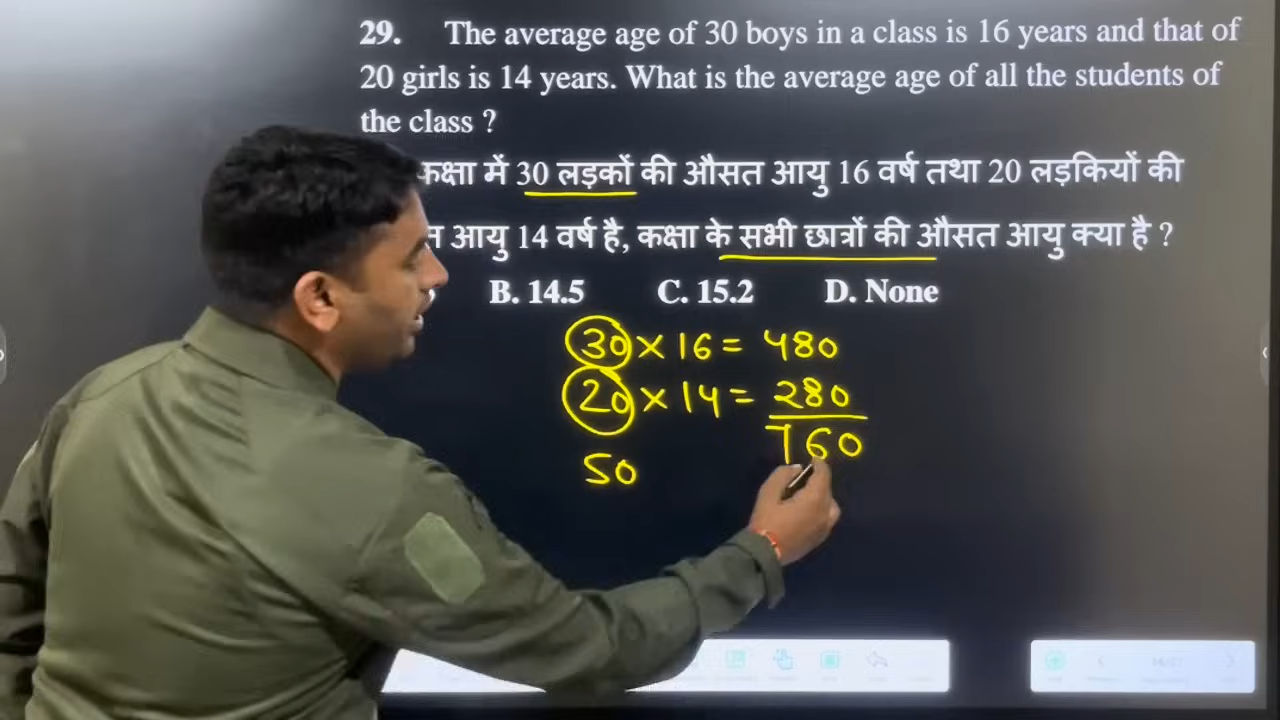 29. The average age of 30 boys in a class is 16 years and that of
20 girls is 14 years. What is the average age of all the students of
the class ?
कक्षा में 30 लड़कों की औसत आयु 16 वर्ष तथा 20 लड़कियों की
आयु 14 वर्ष है, कक्षा के सभी छात्रों की औसत आयु क्या है ?
B. 14.5 C. 15.2 D. None
30 × 16 = 480
20 × 14 = 280
50 760